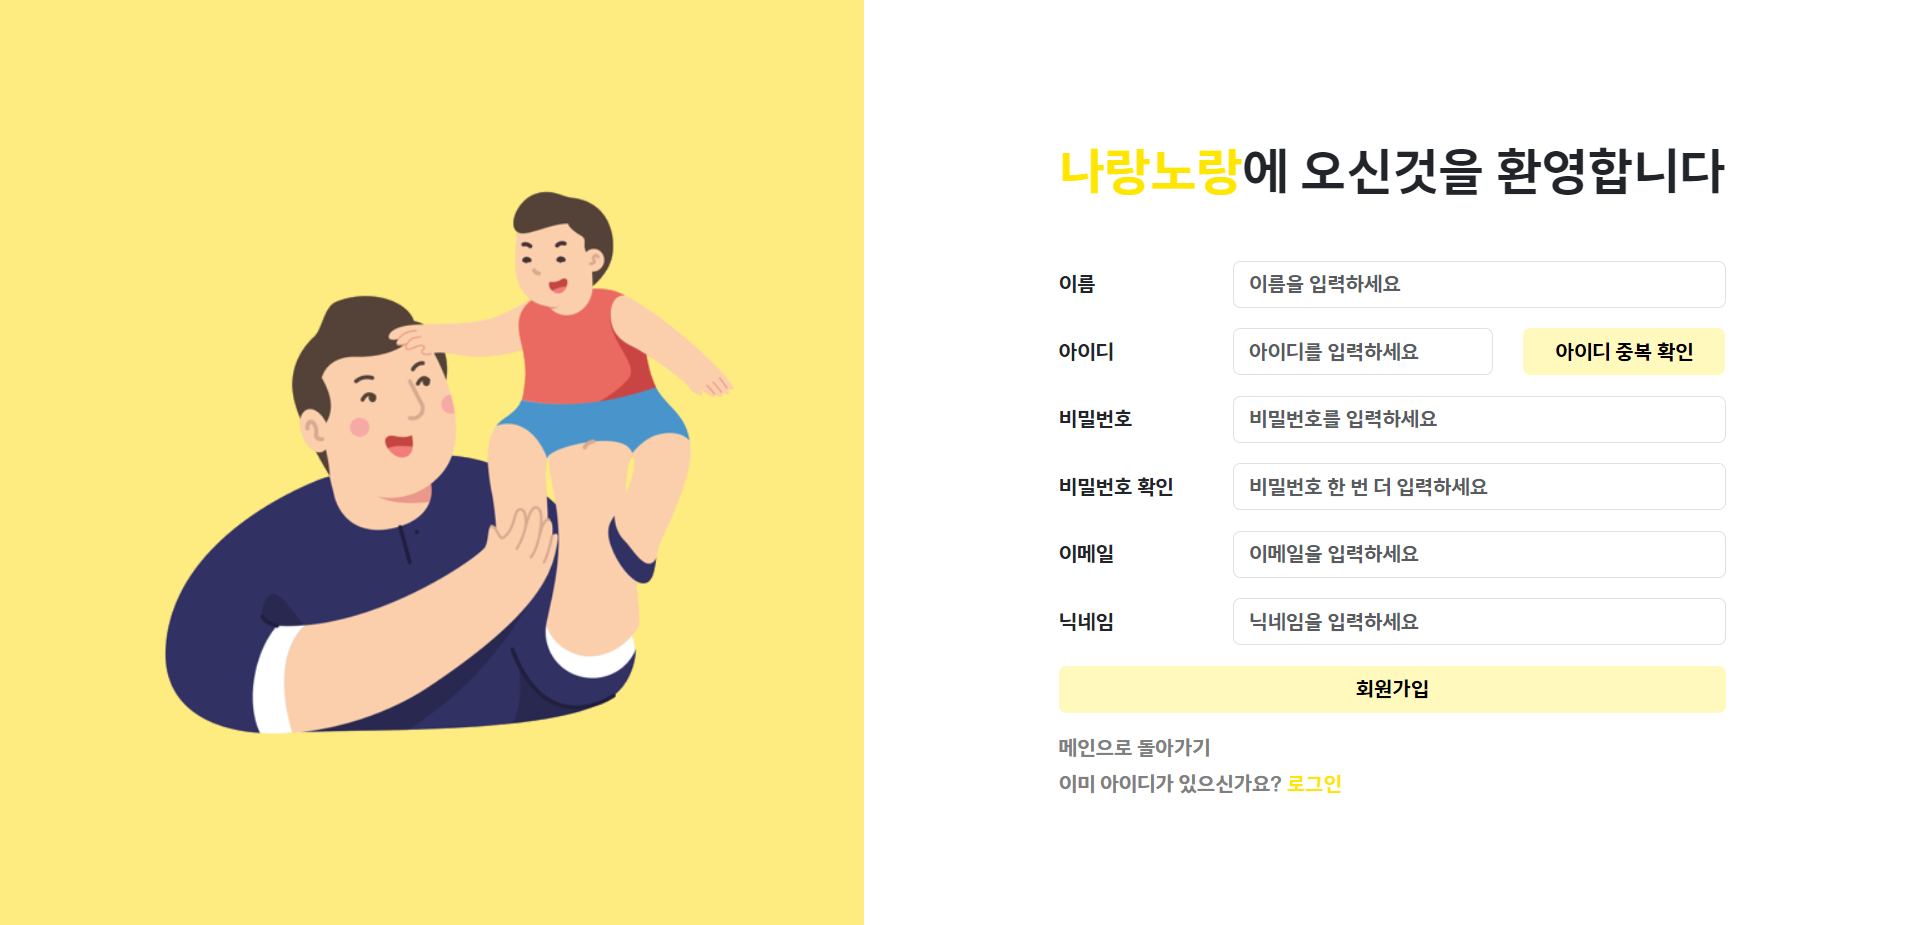 나랑노랑에 오신것을 환영합니다
이름 이름을 입력하세요
아이디 아이디를 입력하세요 아이디 중복 확인
비밀번호 비밀번호를 입력하세요
비밀번호 확인 비밀번호 한 번 더 입력하세요
이메일 이메일을 입력하세요
닉네임 닉네임을 입력하세요
회원가입
메인으로 돌아가기
이미 아이디가 있으신가요? 로그인